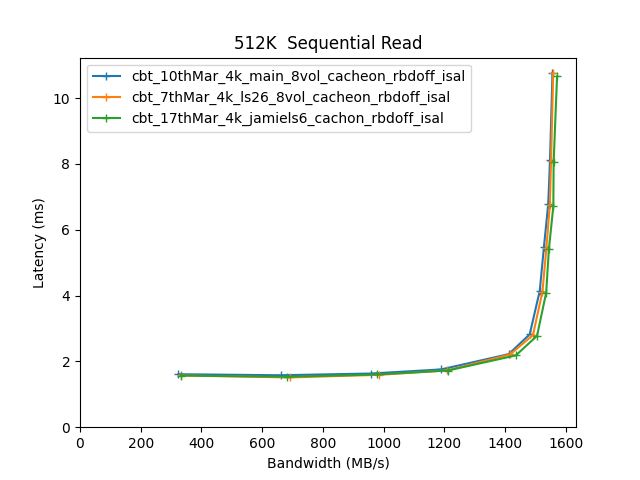 512K  Sequential Read
cbt_10thMar_4k_main_8vol_cacheon_rbdoff_isal
cbt_7thMar_4k_ls26_8vol_cacheon_rbdoff_isal
cbt_17thMar_4k_jamiels6_cachon_rbdoff_isal
10
8
6
4
2
0
Latency (ms)
0 200 400 600 800 1000 1200 1400 1600
Bandwidth (MB/s)